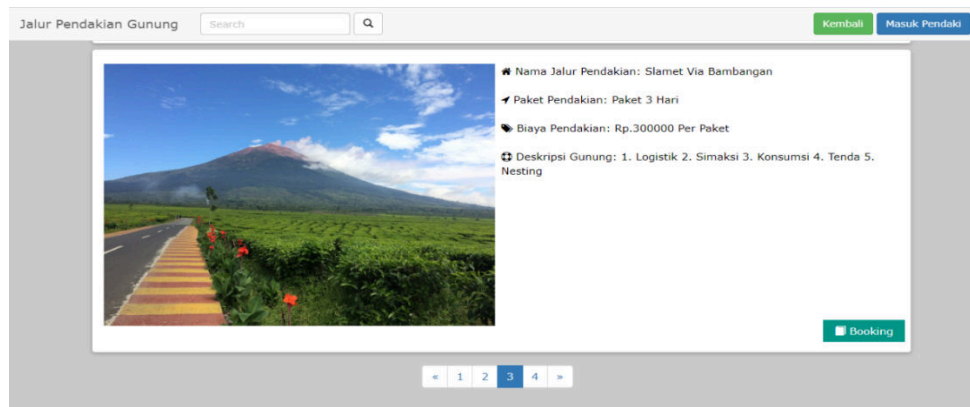 Jalur Pendakian Gunung Search Kembali Masuk Pendaki
Nama Jalur Pendakian: Slamet Via Bambangan
Paket Pendakian: Paket 3 Hari
Biaya Pendakian: Rp.300000 Per Paket
Deskripsi Gunung: 1. Logistik 2. Simaksi 3. Konsumsi 4. Tenda 5.
Nesting
Booking
« 1 2 3 4 »